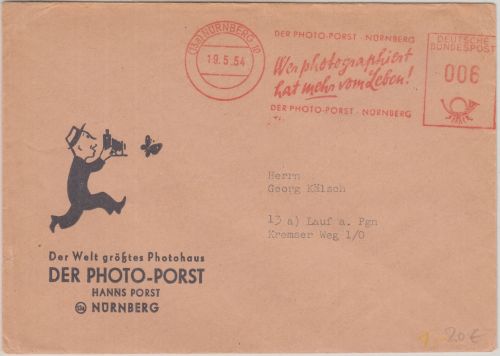 (13a) NÜRNBERG 10
19.5.54
DER PHOTO-PORST · NÜRNBERG
Wer photographiert
hat mehr vom Leben!
DER PHOTO-PORST · NÜRNBERG
DEUTSCHE
BUNDESPOST
006
Herrn
Georg Kälsch
13 a) Lauf a. Pgn
Kremser Weg 1/0
Der Welt größtes Photohaus
DER PHOTO-PORST
HANNS PORST
13a NÜRNBERG
20€